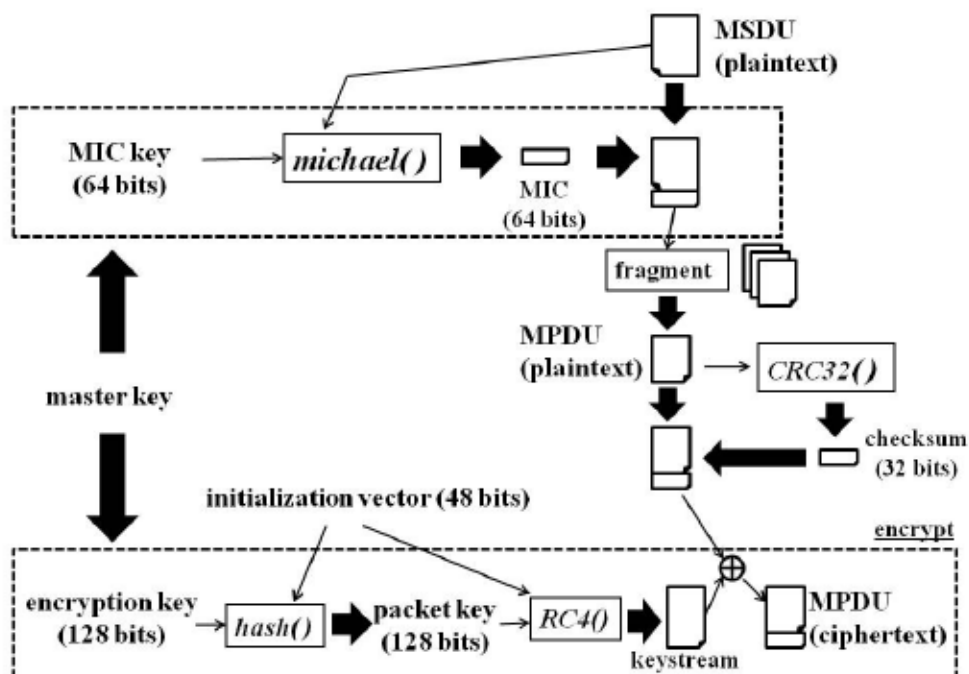 MSDU
(plaintext)
MIC key
(64 bits)
michael()
MIC
(64 bits)
fragment
MPDU
(plaintext)
CRC32()
master key
checksum
(32 bits)
initialization vector (48 bits)
encrypt
encryption key
(128 bits)
hash()
packet key
(128 bits)
RC4()
keystream
MPDU
(ciphertext)